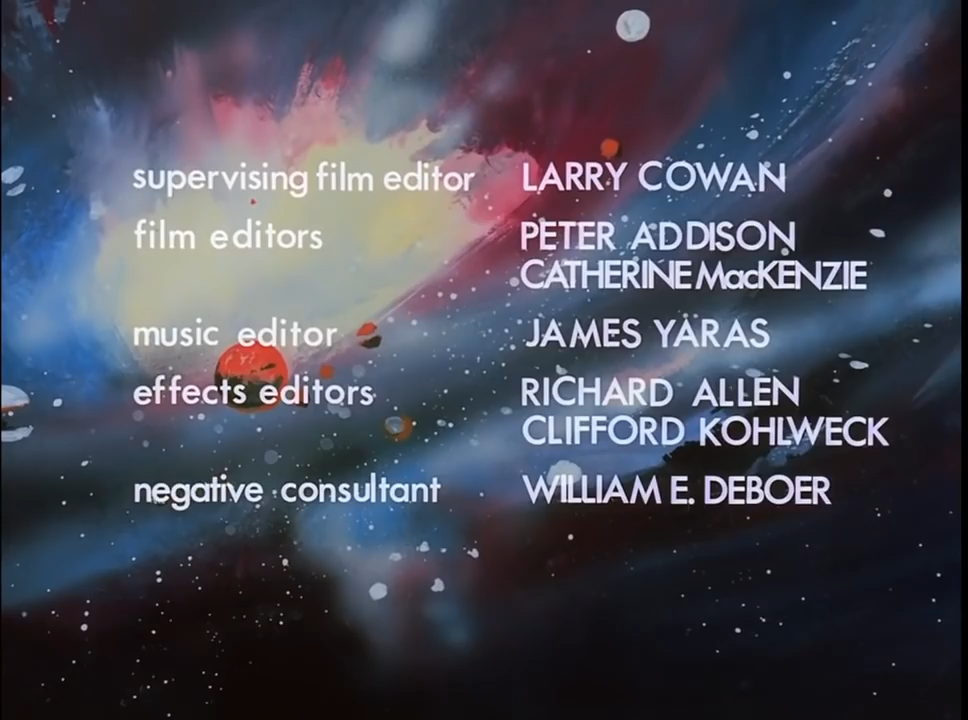 supervising film editor LARRY COWAN
film editors PETER ADDISON
CATHERINE MacKENZIE
music editor JAMES YARAS
effects editors RICHARD ALLEN
CLIFFORD KOHLWECK
negative consultant WILLIAM E. DEBOER